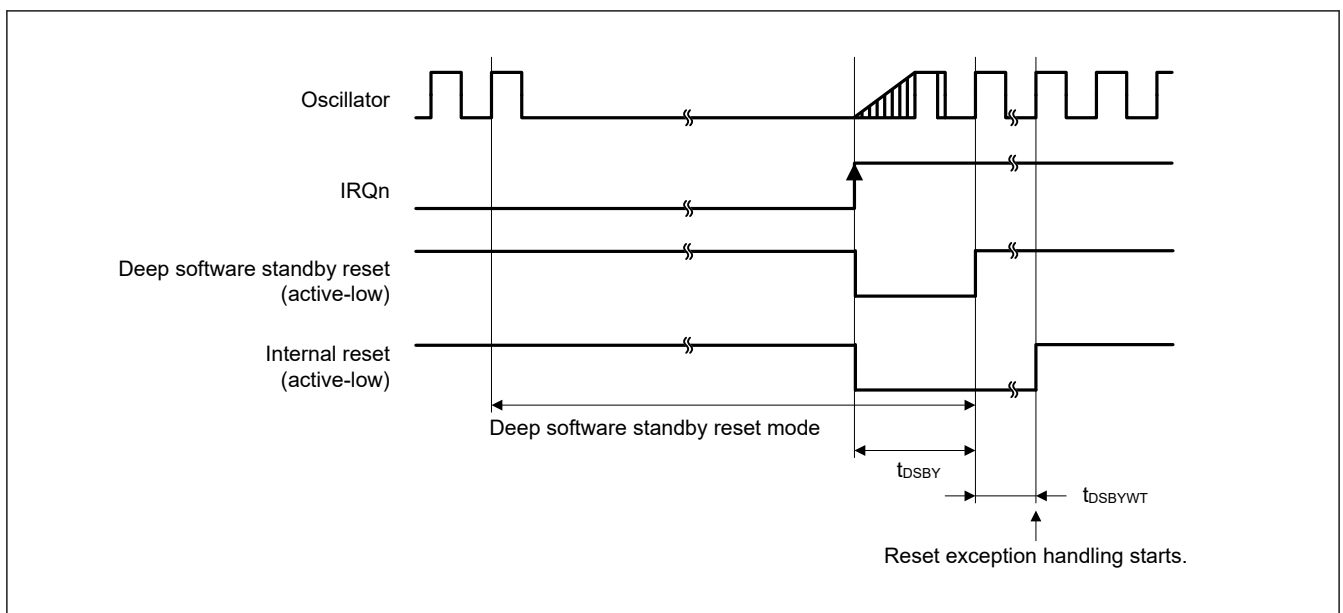 Oscillator
IRQn
Deep software standby reset
(active-low)
Internal reset
(active-low)
Deep software standby reset mode
tDSBY
tDSBYWT
Reset exception handling starts.